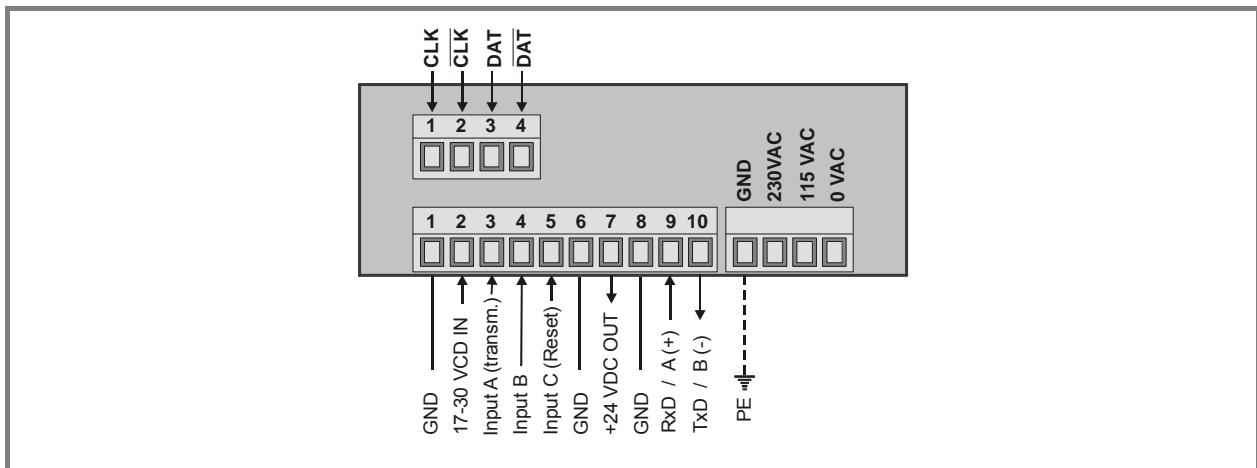 CLK
C̅L̅K̅
DAT
D̅A̅T̅
1 2 3 4
GND
230VAC
115 VAC
0 VAC
1 2 3 4 5 6 7 8 9 10
GND
17-30 VCD IN
Input A (transm.)
Input B
Input C (Reset)
GND
+24 VDC OUT
GND
RxD / A (+)
TxD / B (-)
PE